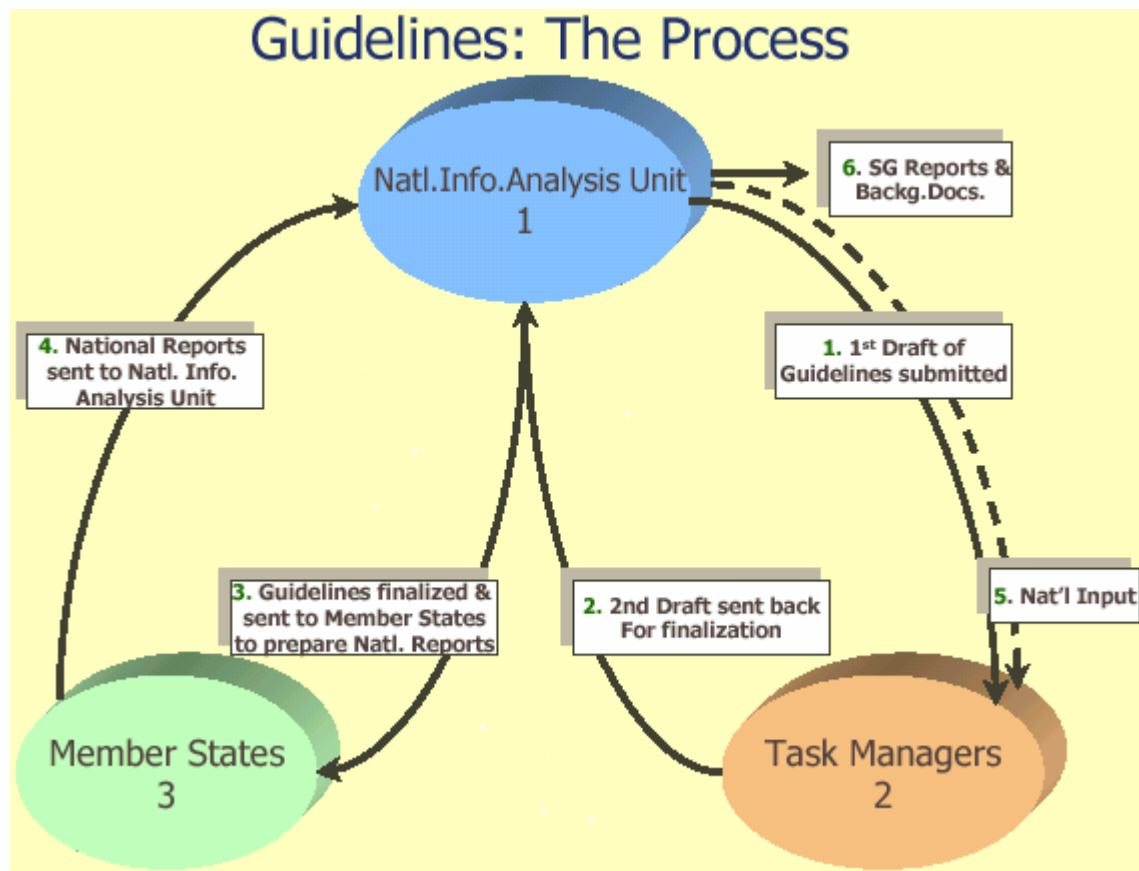 Guidelines: The Process
Natl.Info.Analysis Unit
1
6. SG Reports &
Backg.Docs.
4. National Reports
sent to Natl. Info.
Analysis Unit
1. 1st Draft of
Guidelines submitted
3. Guidelines finalized &
sent to Member States
to prepare Natl. Reports
2. 2nd Draft sent back
For finalization
5. Nat'l Input
Member States
3
Task Managers
2